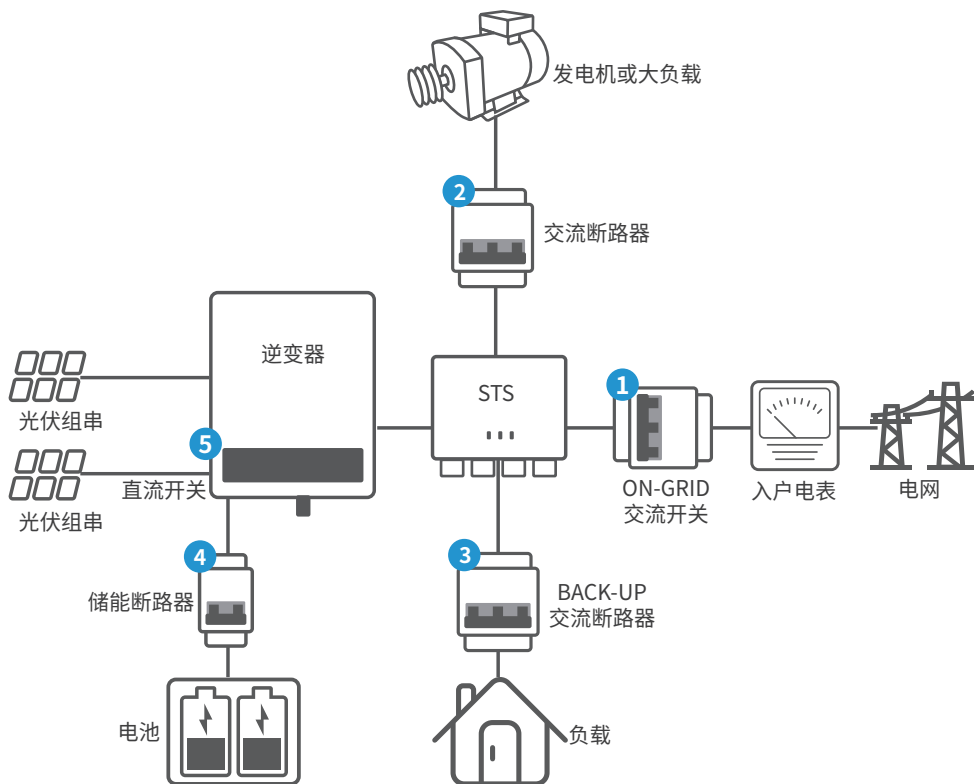 发电机或大负载
2
交流断路器
逆变器
STS
1
光伏组串
5
直流开关
ON-GRID
交流开关
入户电表
电网
光伏组串
4
储能断路器
3
BACK-UP
交流断路器
电池
负载